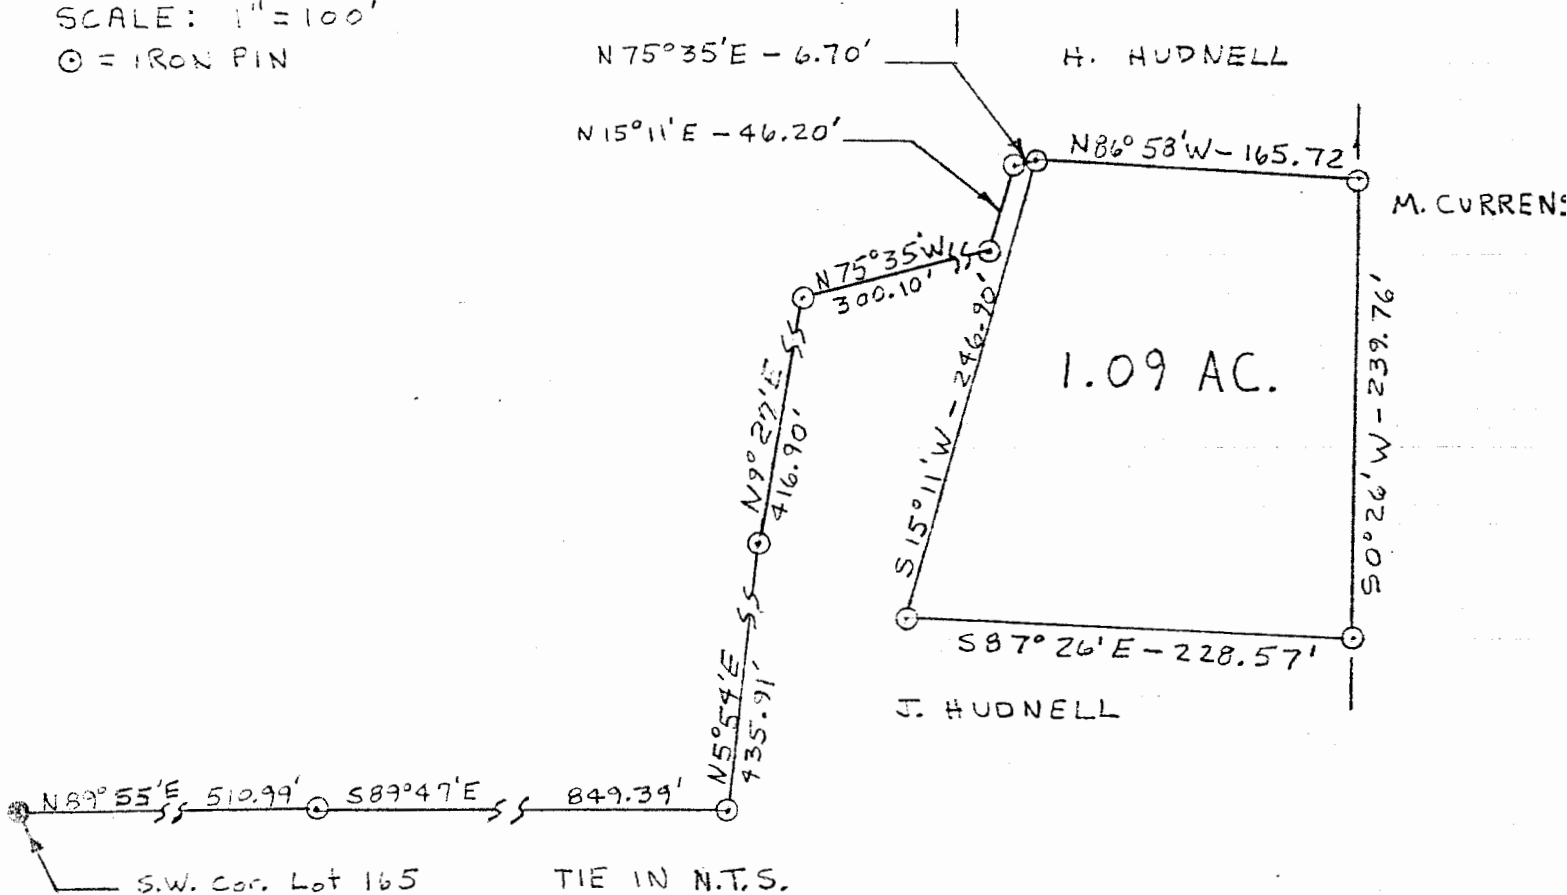 SCALE: 1"=100'
⊙ = IRON PIN
N 75°35'E - 6.70'
H. HUDNELL
N 15°11'E - 46.20'
N86°58'W - 165.72'
M. CURRENS
N 75°35'W
300.10'
S 15°11'W - 246.90'
1.09 AC.
S0°26'W - 239.76'
N9°27'E
416.90'
S 87°26'E - 228.57'
J. HUDNELL
N5°54'E
435.91'
N89°55'E 510.99' S89°47'E 849.39'
S.W. Cor. Lot 165 TIE IN N.T.S.